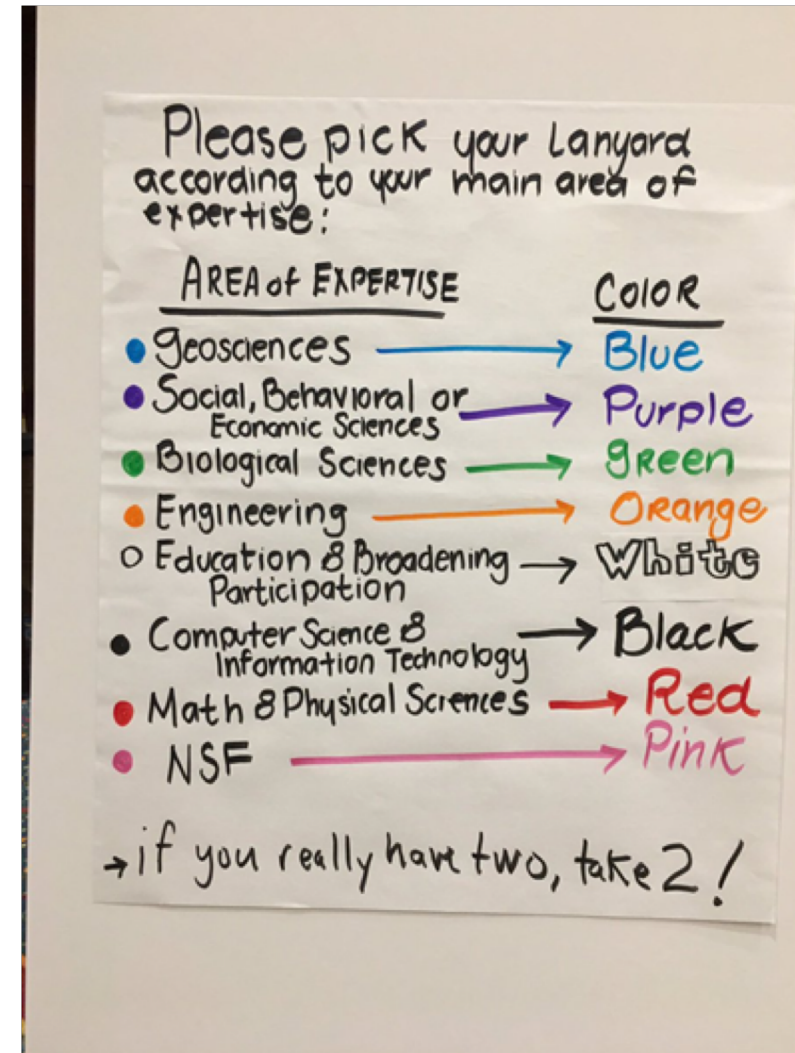 Please pick your Lanyard
according to your main area of
expertise:
AREA of EXPERTISE COLOR
• geosciences → Blue
• Social, Behavioral or
Economic Sciences → Purple
• Biological Sciences → green
• Engineering → Orange
○ Education & Broadening
Participation → White
• Computer Science &
Information Technology → Black
• Math & Physical Sciences → Red
• NSF → Pink
→ if you really have two, take 2!